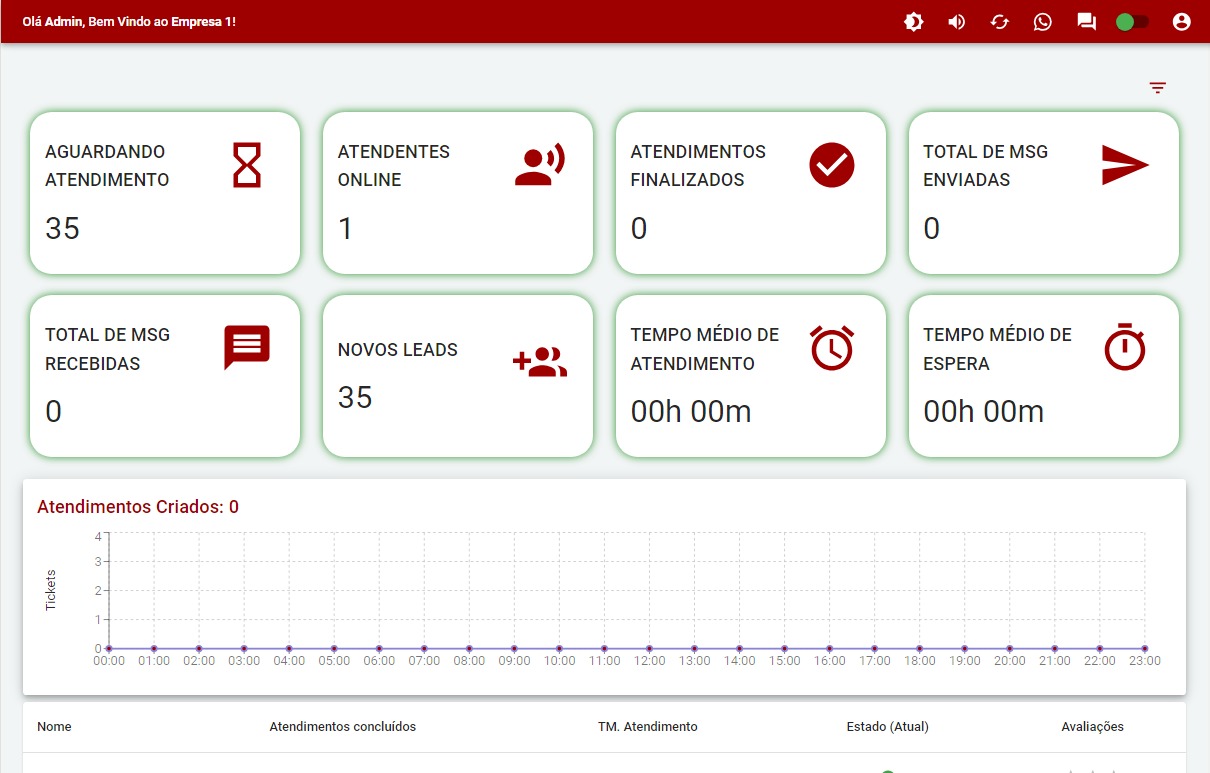 Olá Admin, Bem Vindo ao Empresa 1!
AGUARDANDO
ATENDIMENTO
35
ATENDENTES
ONLINE
1
ATENDIMENTOS
FINALIZADOS
0
TOTAL DE MSG
ENVIADAS
0
TOTAL DE MSG
RECEBIDAS
0
NOVOS LEADS
35
TEMPO MÉDIO DE
ATENDIMENTO
00h 00m
TEMPO MÉDIO DE
ESPERA
00h 00m
Atendimentos Criados: 0
Tickets
4
3
2
1
0
00:00 01:00 02:00 03:00 04:00 05:00 06:00 07:00 08:00 09:00 10:00 11:00 12:00 13:00 14:00 15:00 16:00 17:00 18:00 19:00 20:00 21:00 22:00 23:00
Nome Atendimentos concluídos TM. Atendimento Estado (Atual) Avaliações